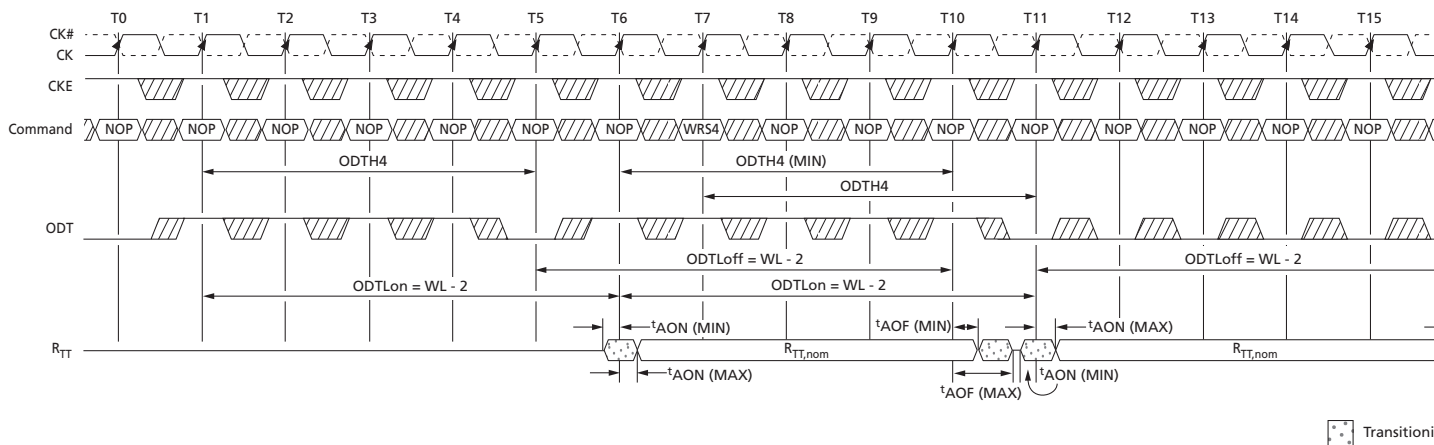 T0 T1 T2 T3 T4 T5 T6 T7 T8 T9 T10 T11 T12 T13 T14 T15
CK#
CK
CKE
Command NOP NOP NOP NOP NOP NOP NOP WRS4 NOP NOP NOP NOP NOP NOP NOP NOP
ODTH4 ODTH4 (MIN)
ODTH4
ODT
ODTLoff = WL - 2 ODTLoff = WL - 2
ODTLon = WL - 2 ODTLon = WL - 2
tAON (MIN) tAOF (MIN) tAON (MAX)
RTT RTT,nom RTT,nom
tAON (MAX) tAON (MIN)
tAOF (MAX)
Transitioni